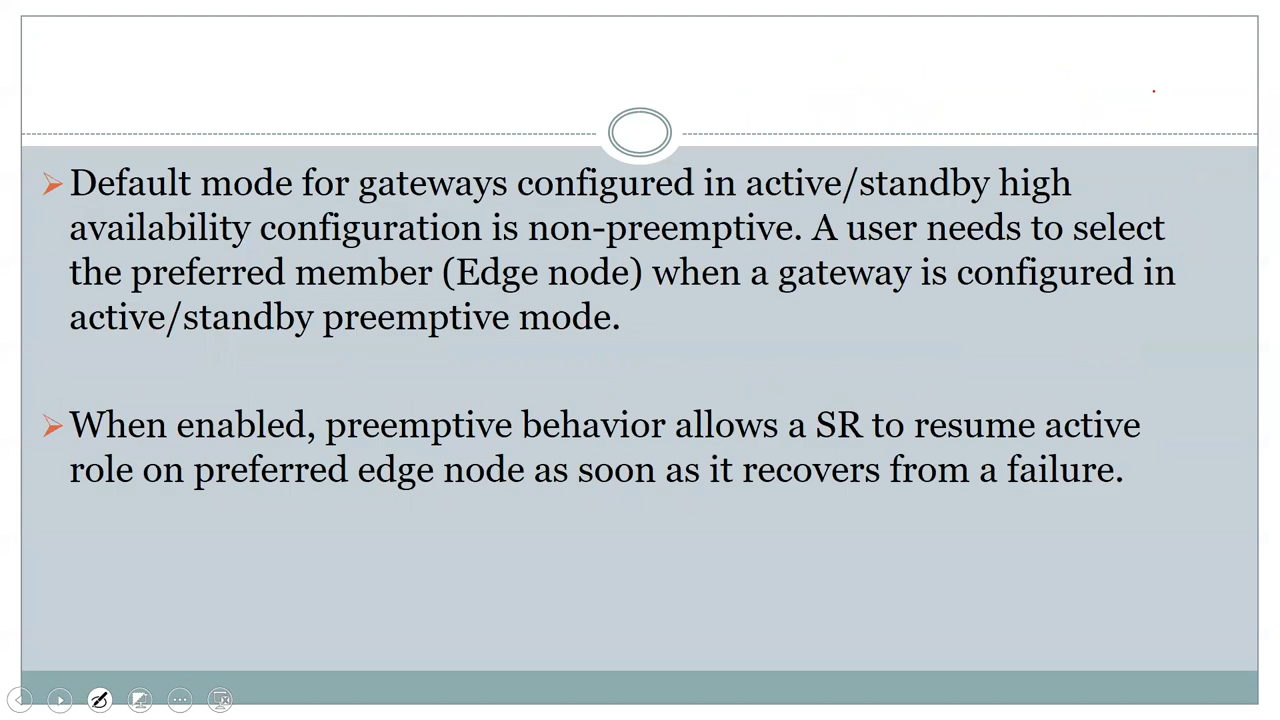 Default mode for gateways configured in active/standby high
availability configuration is non-preemptive. A user needs to select
the preferred member (Edge node) when a gateway is configured in
active/standby preemptive mode.
When enabled, preemptive behavior allows a SR to resume active
role on preferred edge node as soon as it recovers from a failure.